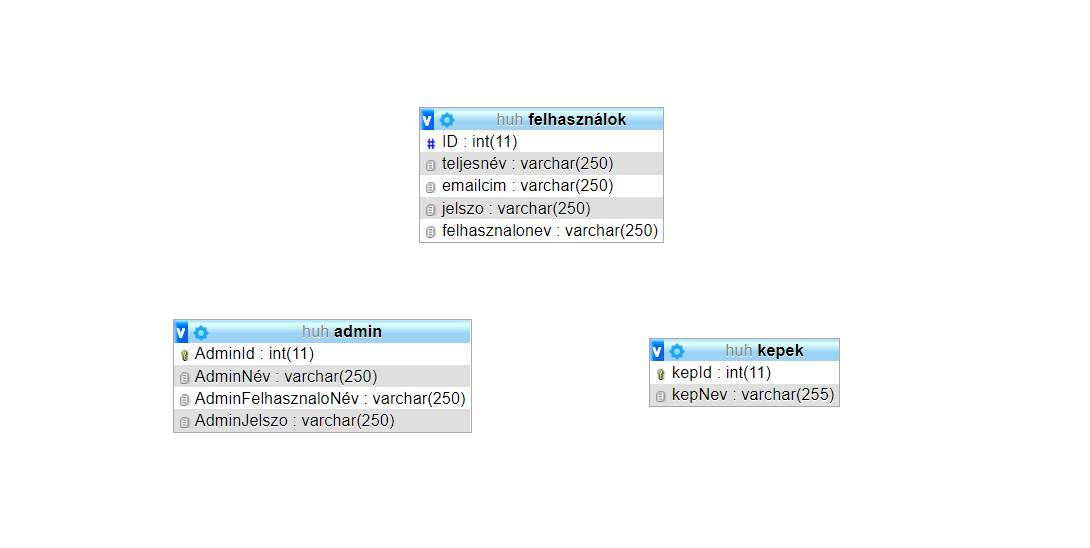 v huh felhasználok
# ID : int(11)
teljesnév : varchar(250)
emailcim : varchar(250)
jelszo : varchar(250)
felhasznalonev : varchar(250)
v huh admin
AdminId : int(11)
AdminNév : varchar(250)
AdminFelhasznaloNév : varchar(250)
AdminJelszo : varchar(250)
v huh kepek
kepId : int(11)
kepNev : varchar(255)